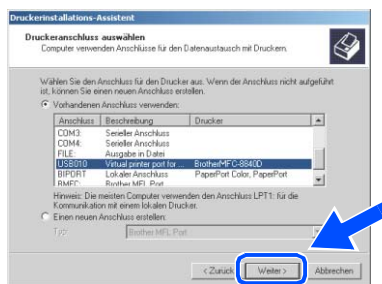 Druckerinstallations-Assistent
Druckeranschluss auswählen
Computer verwenden Anschlüsse für den Datenaustausch mit Druckern.
Wählen Sie den Anschluss für den Drucker aus. Wenn der Anschluss nicht aufgeführt
ist, können Sie einen neuen Anschluss erstellen.
Vorhandenen Anschluss verwenden:
Anschluss Beschreibung Drucker
COM3: Serieller Anschluss
COM4: Serieller Anschluss
FILE: Ausgabe in Datei
USB010 Virtual printer port for ... BrotherMFC-8840D
BIPORT Lokaler Anschluss PaperPort Color, PaperPort
BMFC: Brother MFL Port
Hinweis: Die meisten Computer verwenden den Anschluss LPT1: für die
Kommunikation mit einem lokalen Drucker.
Einen neuen Anschluss erstellen:
Typ: Brother MFL Port
< Zurück Weiter > Abbrechen